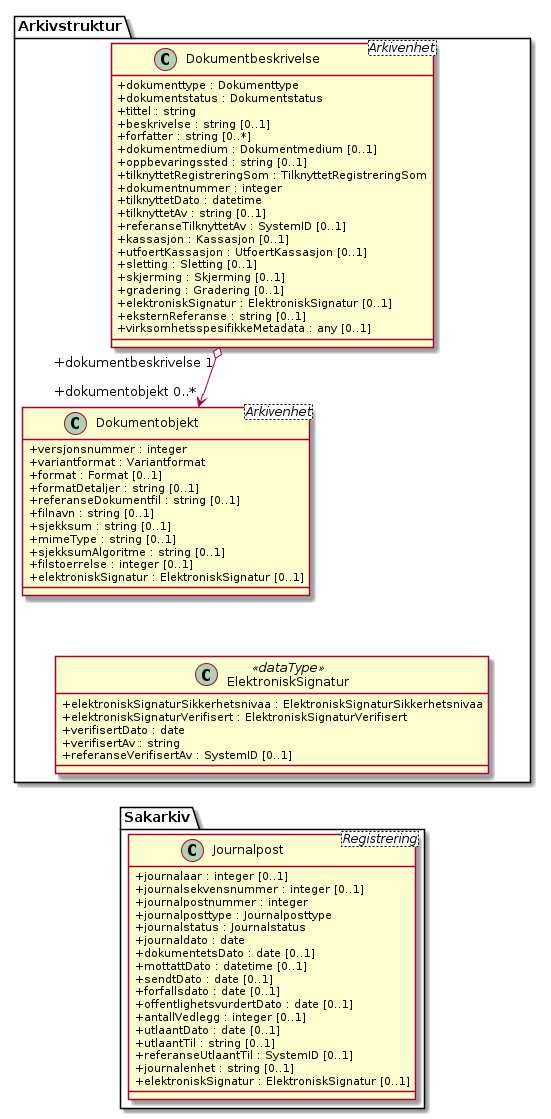 Arkivstruktur
Arkivenhet
C Dokumentbeskrivelse
+dokumenttype : Dokumenttype
+dokumentstatus : Dokumentstatus
+tittel : string
+beskrivelse : string [0..1]
+forfatter : string [0..*]
+dokumentmedium : Dokumentmedium [0..1]
+oppbevaringssted : string [0..1]
+tilknyttetRegistreringSom : TilknyttetRegistreringSom
+dokumentnummer : integer
+tilknyttetDato : datetime
+tilknyttetAv : string [0..1]
+referanseTilknyttetAv : SystemID [0..1]
+kassasjon : Kassasjon [0..1]
+utfoertKassasjon : UtfoertKassasjon [0..1]
+sletting : Sletting [0..1]
+skjerming : Skjerming [0..1]
+gradering : Gradering [0..1]
+elektroniskSignatur : ElektroniskSignatur [0..1]
+eksternReferanse : string [0..1]
+virksomhetsspesifikkeMetadata : any [0..1]
+dokumentbeskrivelse 1
+dokumentobjekt 0..*
Arkivenhet
C Dokumentobjekt
+versjonsnummer : integer
+variantformat : Variantformat
+format : Format [0..1]
+formatDetaljer : string [0..1]
+referanseDokumentfil : string [0..1]
+filnavn : string [0..1]
+sjekksum : string [0..1]
+mimeType : string [0..1]
+sjekksumAlgoritme : string [0..1]
+filstoerrelse : integer [0..1]
+elektroniskSignatur : ElektroniskSignatur [0..1]
«dataType»
C ElektroniskSignatur
+elektroniskSignaturSikkerhetsnivaa : ElektroniskSignaturSikkerhetsnivaa
+elektroniskSignaturVerifisert : ElektroniskSignaturVerifisert
+verifisertDato : date
+verifisertAv : string
+referanseVerifisertAv : SystemID [0..1]
Sakarkiv
Registrering
C Journalpost
+journalaar : integer [0..1]
+journalsekvensnummer : integer [0..1]
+journalpostnummer : integer
+journalposttype : Journalposttype
+journalstatus : Journalstatus
+journaldato : date
+dokumentetsDato : date [0..1]
+mottattDato : datetime [0..1]
+sendtDato : date [0..1]
+forfallsdato : date [0..1]
+offentlighetsvurdertDato : date [0..1]
+antallVedlegg : integer [0..1]
+utlaantDato : date [0..1]
+utlaantTil : string [0..1]
+referanseUtlaantTil : SystemID [0..1]
+journalenhet : string [0..1]
+elektroniskSignatur : ElektroniskSignatur [0..1]